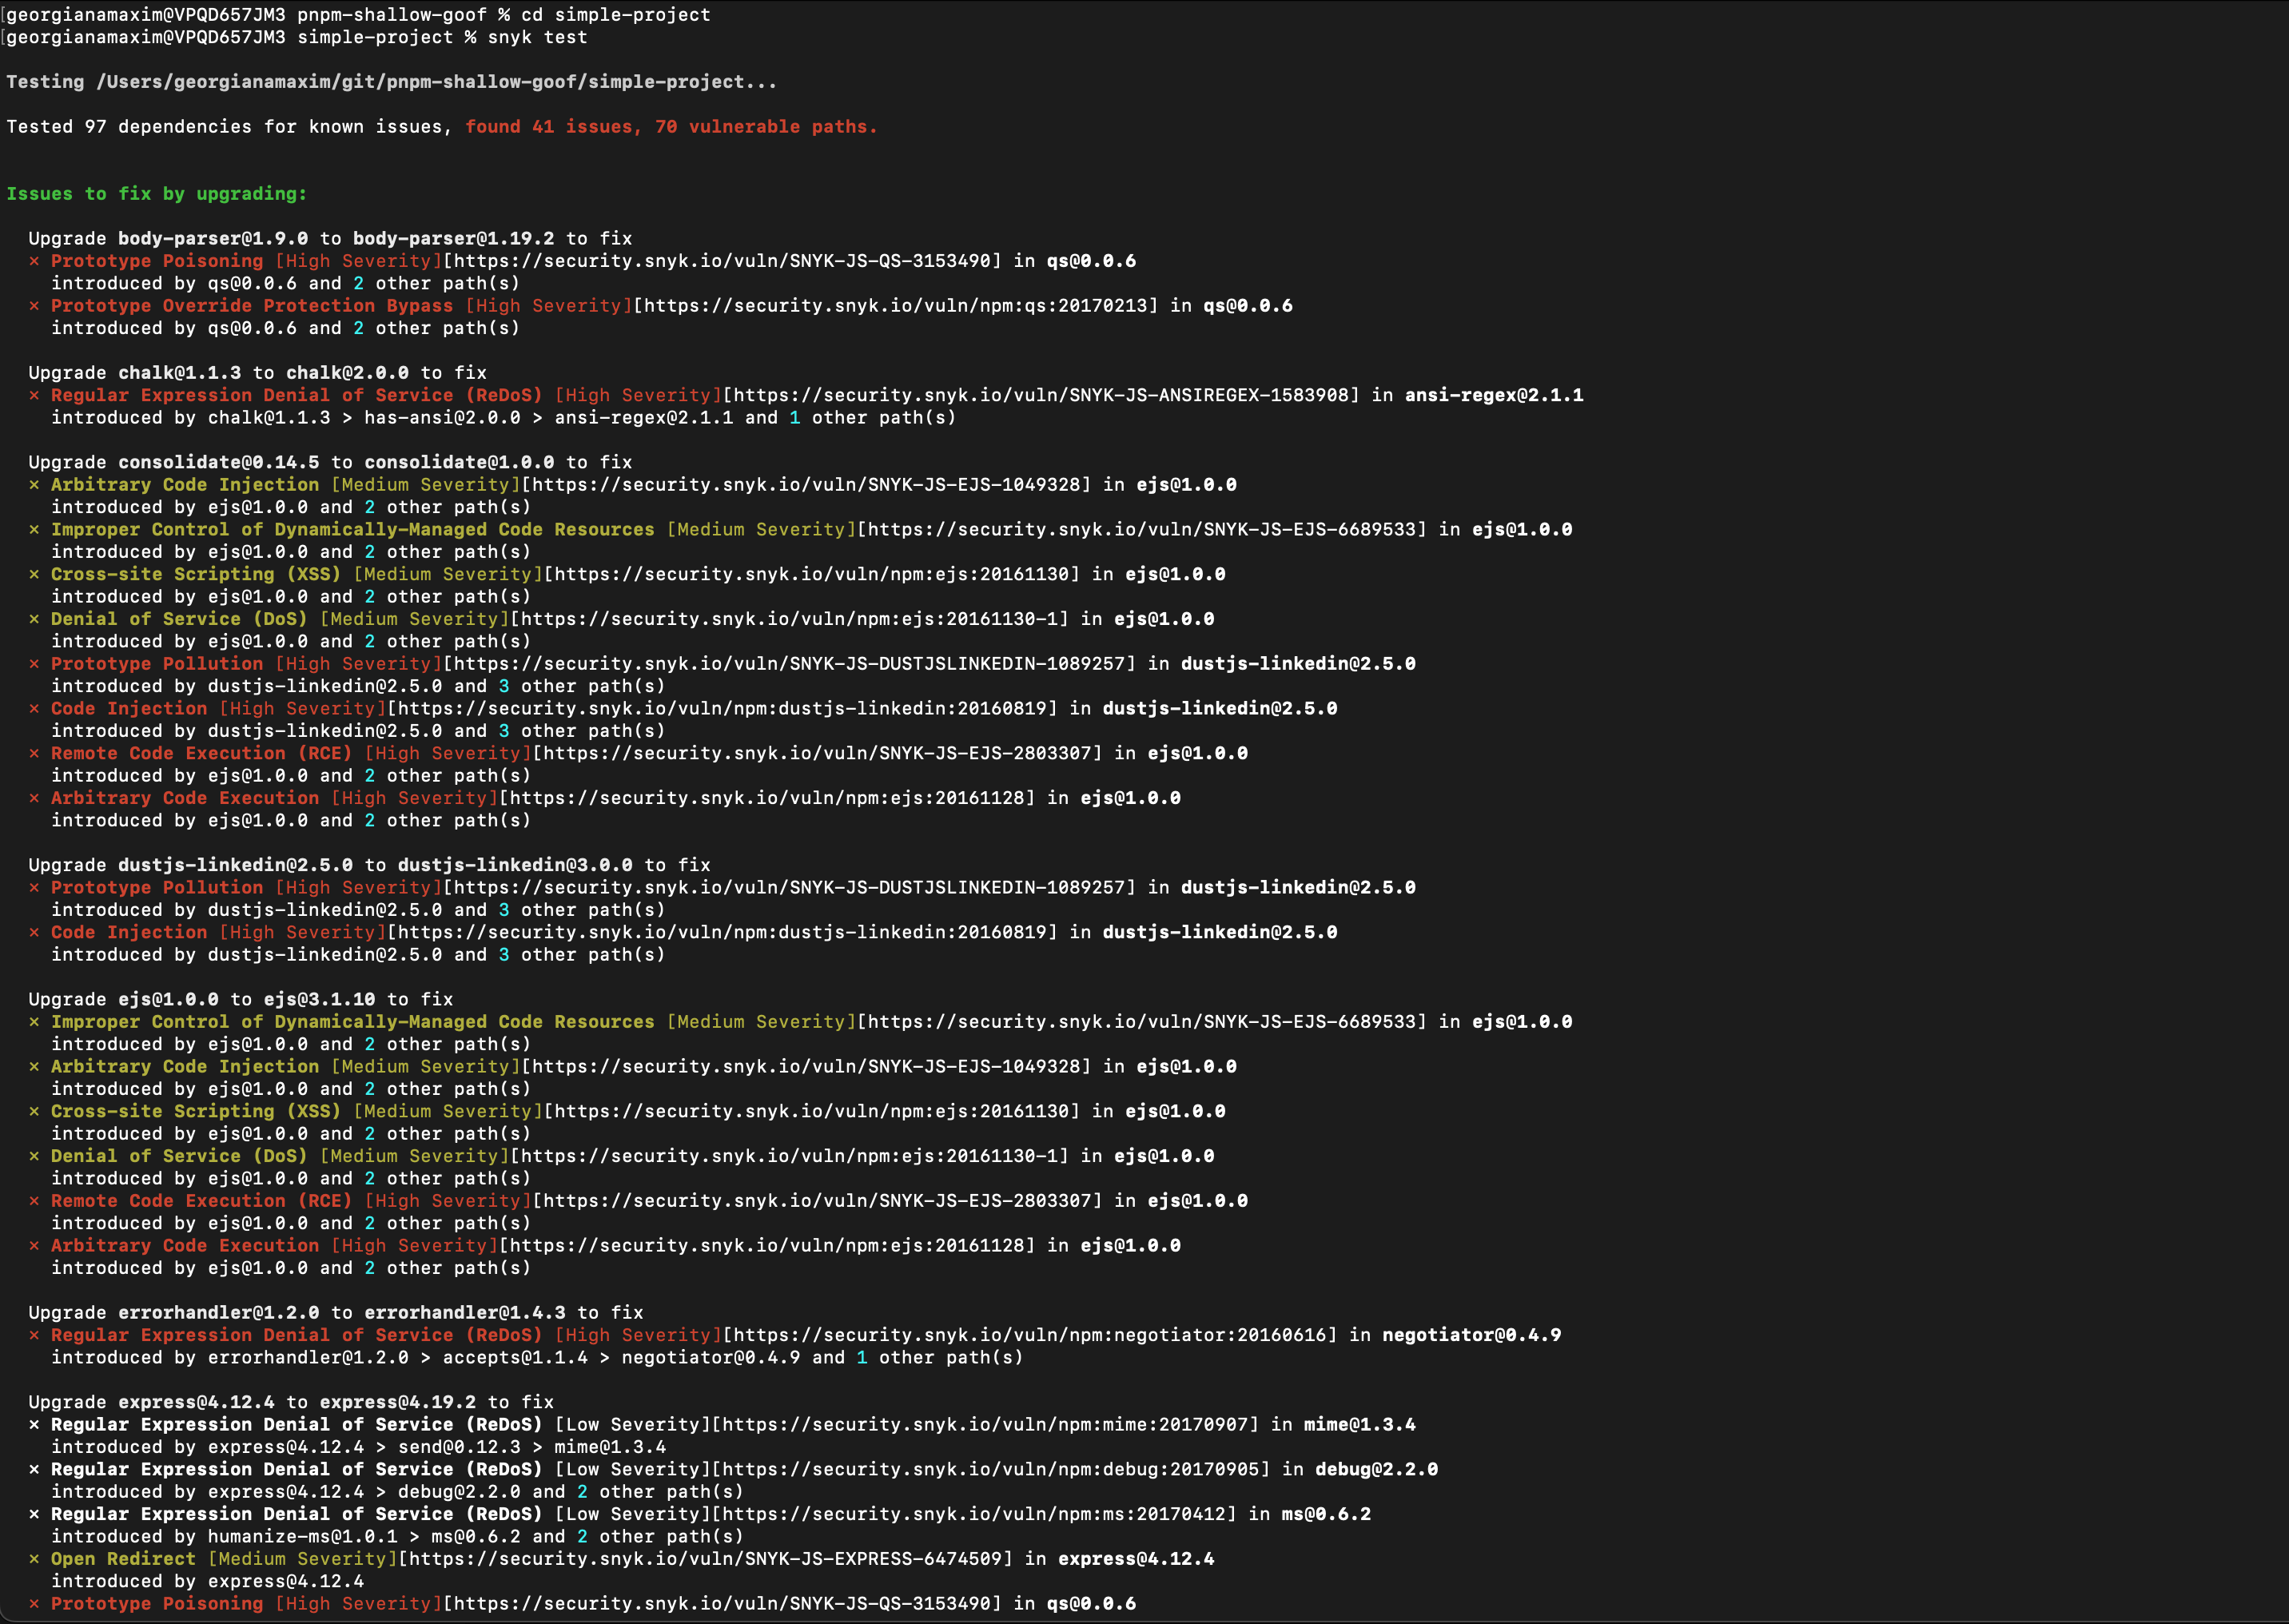 [georgianamaxim@VPQD657JM3 pnpm-shallow-goof % cd simple-project
[georgianamaxim@VPQD657JM3 simple-project % snyk test
Testing /Users/georgianamaxim/git/pnpm-shallow-goof/simple-project...
Tested 97 dependencies for known issues, found 41 issues, 70 vulnerable paths.
Issues to fix by upgrading:
Upgrade body-parser@1.9.0 to body-parser@1.19.2 to fix
× Prototype Poisoning [High Severity][https://security.snyk.io/vuln/SNYK-JS-QS-3153490] in qs@0.0.6
introduced by qs@0.0.6 and 2 other path(s)
× Prototype Override Protection Bypass [High Severity][https://security.snyk.io/vuln/npm:qs:20170213] in qs@0.0.6
introduced by qs@0.0.6 and 2 other path(s)
Upgrade chalk@1.1.3 to chalk@2.0.0 to fix
× Regular Expression Denial of Service (ReDoS) [High Severity][https://security.snyk.io/vuln/SNYK-JS-ANSIREGEX-1583908] in ansi-regex@2.1.1
introduced by chalk@1.1.3 > has-ansi@2.0.0 > ansi-regex@2.1.1 and 1 other path(s)
Upgrade consolidate@0.14.5 to consolidate@1.0.0 to fix
× Arbitrary Code Injection [Medium Severity][https://security.snyk.io/vuln/SNYK-JS-EJS-1049328] in ejs@1.0.0
introduced by ejs@1.0.0 and 2 other path(s)
× Improper Control of Dynamically-Managed Code Resources [Medium Severity][https://security.snyk.io/vuln/SNYK-JS-EJS-6689533] in ejs@1.0.0
introduced by ejs@1.0.0 and 2 other path(s)
× Cross-site Scripting (XSS) [Medium Severity][https://security.snyk.io/vuln/npm:ejs:20161130] in ejs@1.0.0
introduced by ejs@1.0.0 and 2 other path(s)
× Denial of Service (DoS) [Medium Severity][https://security.snyk.io/vuln/npm:ejs:20161130-1] in ejs@1.0.0
introduced by ejs@1.0.0 and 2 other path(s)
× Prototype Pollution [High Severity][https://security.snyk.io/vuln/SNYK-JS-DUSTJSLINKEDIN-1089257] in dustjs-linkedin@2.5.0
introduced by dustjs-linkedin@2.5.0 and 3 other path(s)
× Code Injection [High Severity][https://security.snyk.io/vuln/npm:dustjs-linkedin:20160819] in dustjs-linkedin@2.5.0
introduced by dustjs-linkedin@2.5.0 and 3 other path(s)
× Remote Code Execution (RCE) [High Severity][https://security.snyk.io/vuln/SNYK-JS-EJS-2803307] in ejs@1.0.0
introduced by ejs@1.0.0 and 2 other path(s)
× Arbitrary Code Execution [High Severity][https://security.snyk.io/vuln/npm:ejs:20161128] in ejs@1.0.0
introduced by ejs@1.0.0 and 2 other path(s)
Upgrade dustjs-linkedin@2.5.0 to dustjs-linkedin@3.0.0 to fix
× Prototype Pollution [High Severity][https://security.snyk.io/vuln/SNYK-JS-DUSTJSLINKEDIN-1089257] in dustjs-linkedin@2.5.0
introduced by dustjs-linkedin@2.5.0 and 3 other path(s)
× Code Injection [High Severity][https://security.snyk.io/vuln/npm:dustjs-linkedin:20160819] in dustjs-linkedin@2.5.0
introduced by dustjs-linkedin@2.5.0 and 3 other path(s)
Upgrade ejs@1.0.0 to ejs@3.1.10 to fix
× Improper Control of Dynamically-Managed Code Resources [Medium Severity][https://security.snyk.io/vuln/SNYK-JS-EJS-6689533] in ejs@1.0.0
introduced by ejs@1.0.0 and 2 other path(s)
× Arbitrary Code Injection [Medium Severity][https://security.snyk.io/vuln/SNYK-JS-EJS-1049328] in ejs@1.0.0
introduced by ejs@1.0.0 and 2 other path(s)
× Cross-site Scripting (XSS) [Medium Severity][https://security.snyk.io/vuln/npm:ejs:20161130] in ejs@1.0.0
introduced by ejs@1.0.0 and 2 other path(s)
× Denial of Service (DoS) [Medium Severity][https://security.snyk.io/vuln/npm:ejs:20161130-1] in ejs@1.0.0
introduced by ejs@1.0.0 and 2 other path(s)
× Remote Code Execution (RCE) [High Severity][https://security.snyk.io/vuln/SNYK-JS-EJS-2803307] in ejs@1.0.0
introduced by ejs@1.0.0 and 2 other path(s)
× Arbitrary Code Execution [High Severity][https://security.snyk.io/vuln/npm:ejs:20161128] in ejs@1.0.0
introduced by ejs@1.0.0 and 2 other path(s)
Upgrade errorhandler@1.2.0 to errorhandler@1.4.3 to fix
× Regular Expression Denial of Service (ReDoS) [High Severity][https://security.snyk.io/vuln/npm:negotiator:20160616] in negotiator@0.4.9
introduced by errorhandler@1.2.0 > accepts@1.1.4 > negotiator@0.4.9 and 1 other path(s)
Upgrade express@4.12.4 to express@4.19.2 to fix
× Regular Expression Denial of Service (ReDoS) [Low Severity][https://security.snyk.io/vuln/npm:mime:20170907] in mime@1.3.4
introduced by express@4.12.4 > send@0.12.3 > mime@1.3.4
× Regular Expression Denial of Service (ReDoS) [Low Severity][https://security.snyk.io/vuln/npm:debug:20170905] in debug@2.2.0
introduced by express@4.12.4 > debug@2.2.0 and 2 other path(s)
× Regular Expression Denial of Service (ReDoS) [Low Severity][https://security.snyk.io/vuln/npm:ms:20170412] in ms@0.6.2
introduced by humanize-ms@1.0.1 > ms@0.6.2 and 2 other path(s)
× Open Redirect [Medium Severity][https://security.snyk.io/vuln/SNYK-JS-EXPRESS-6474509] in express@4.12.4
introduced by express@4.12.4
× Prototype Poisoning [High Severity][https://security.snyk.io/vuln/SNYK-JS-QS-3153490] in qs@0.0.6